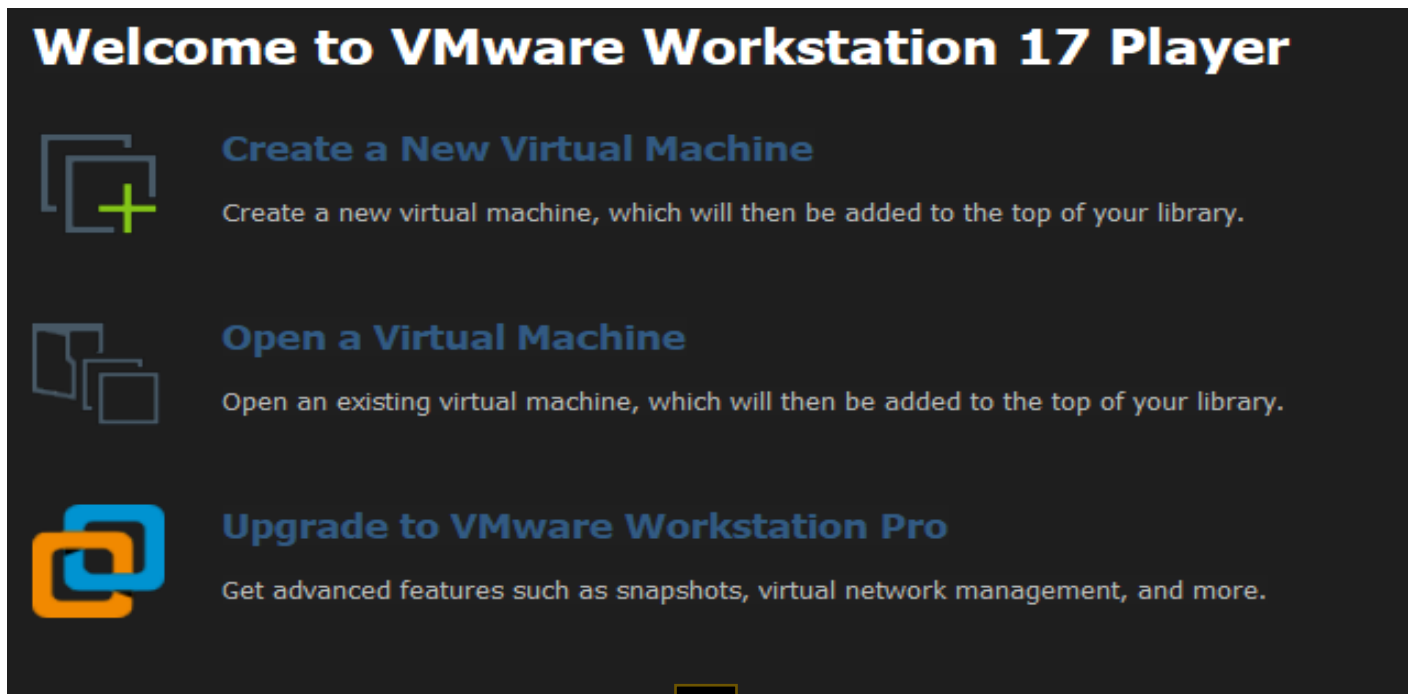 Welcome to VMware Workstation 17 Player
Create a New Virtual Machine
Create a new virtual machine, which will then be added to the top of your library.
Open a Virtual Machine
Open an existing virtual machine, which will then be added to the top of your library.
Upgrade to VMware Workstation Pro
Get advanced features such as snapshots, virtual network management, and more.